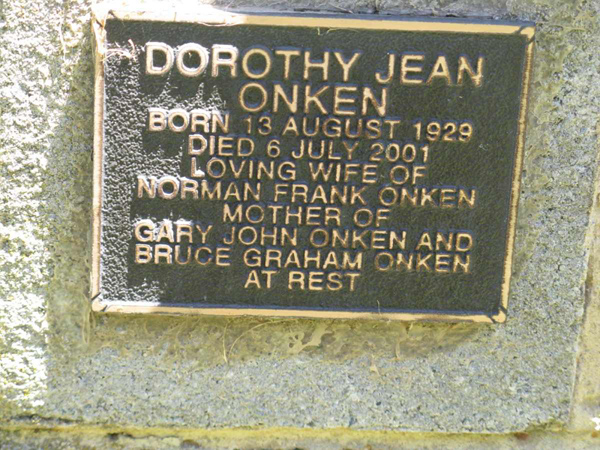 DOROTHY JEAN
ONKEN
BORN 13 AUGUST 1929
DIED 6 JULY 2001
LOVING WIFE OF
NORMAN FRANK ONKEN
MOTHER OF
GARY JOHN ONKEN AND
BRUCE GRAHAM ONKEN
AT REST